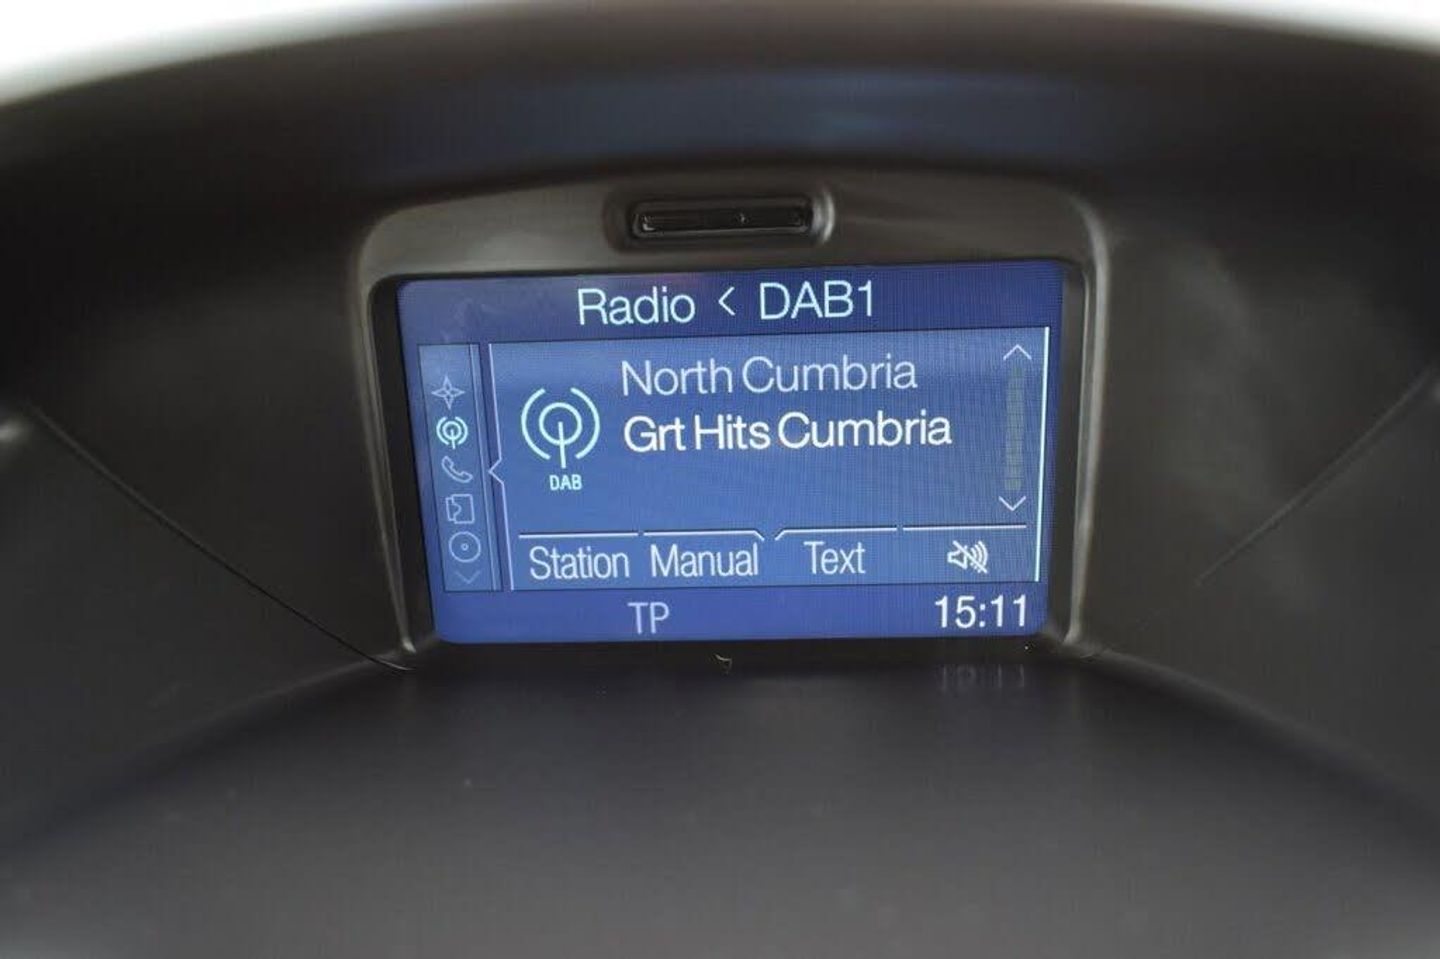 Radio < DAB1
North Cumbria
Grt Hits Cumbria
DAB
Station Manual Text
TP 15:11